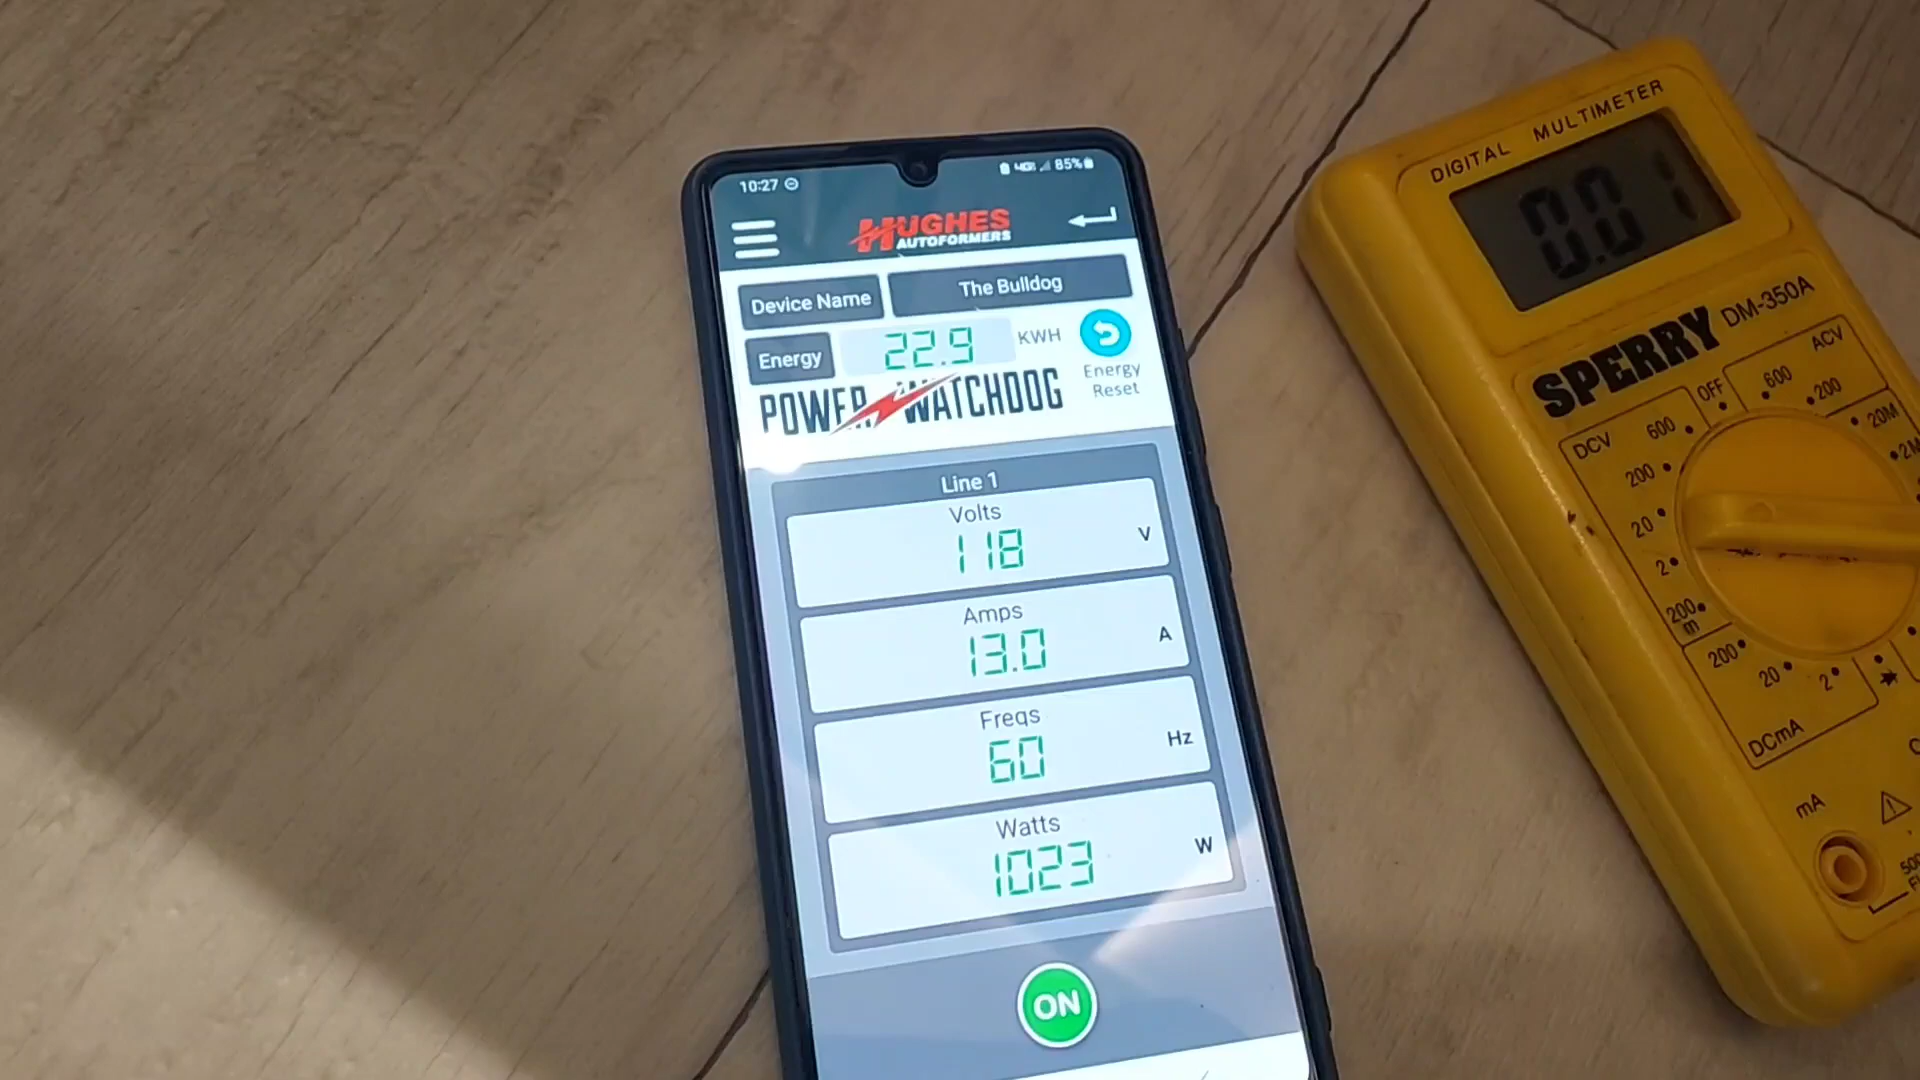 10:27
85%
HUGHES
AUTOFORMERS
Device Name
The Bulldog
Energy
22.9
KWH
Energy
Reset
POWER WATCHDOG
Line 1
Volts
118
V
Amps
13.0
A
Freqs
60
Hz
Watts
1023
W
ON
DIGITAL MULTIMETER
0.01
SPERRY DM-350A
OFF
ACV
600
200
20M
2M
DCV
600
200
20
2
200
m
200
20
2
DCmA
mA